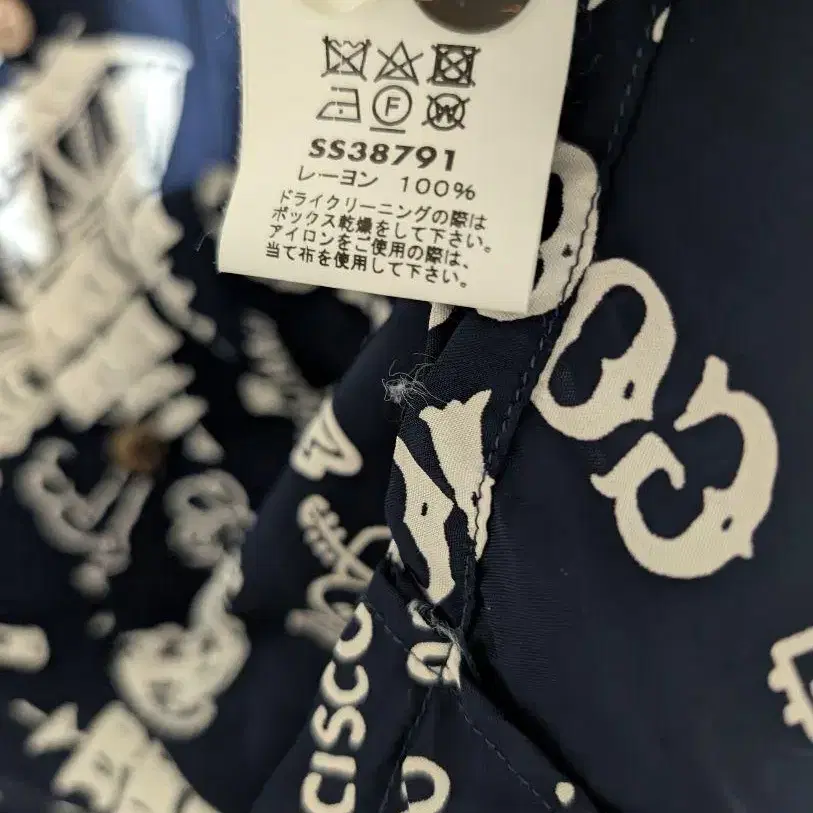 F W
SS38791
レーヨン 100%
ドライクリーニングの際は
ボックス乾燥をして下さい。
アイロンをご使用の際は、
当て布を使用して下さい。
CISCO